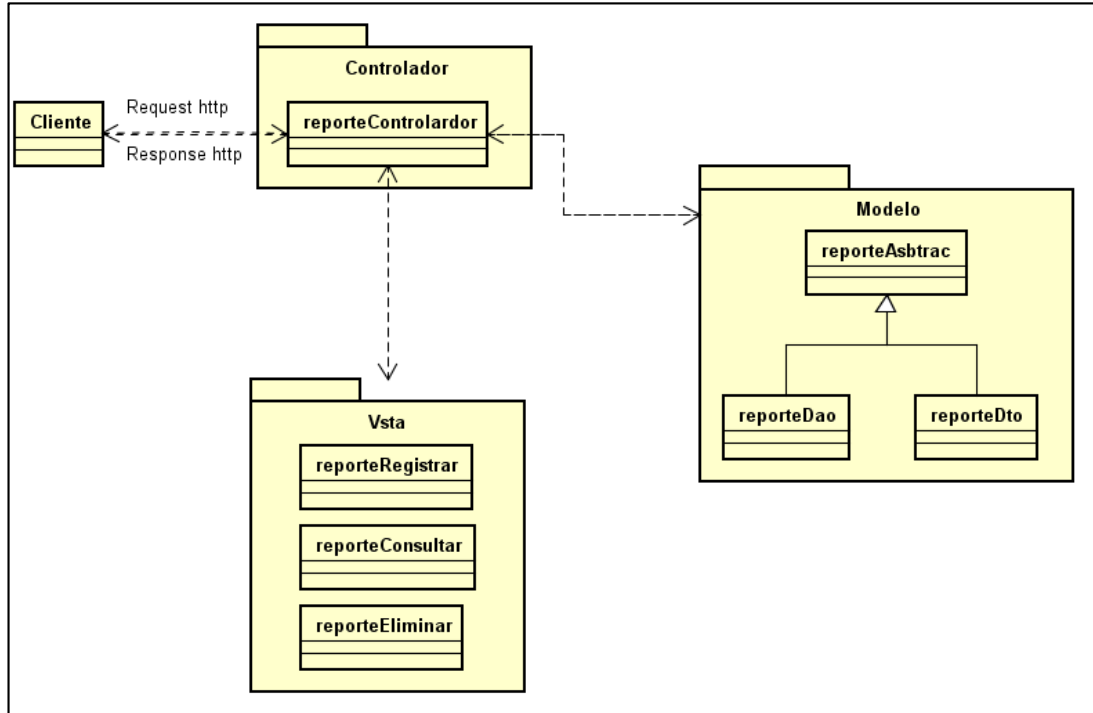 Controlador
Cliente
Request http
Response http
reporteControlardor
Modelo
reporteAsbtrac
reporteDao
reporteDto
Vsta
reporteRegistrar
reporteConsultar
reporteEliminar